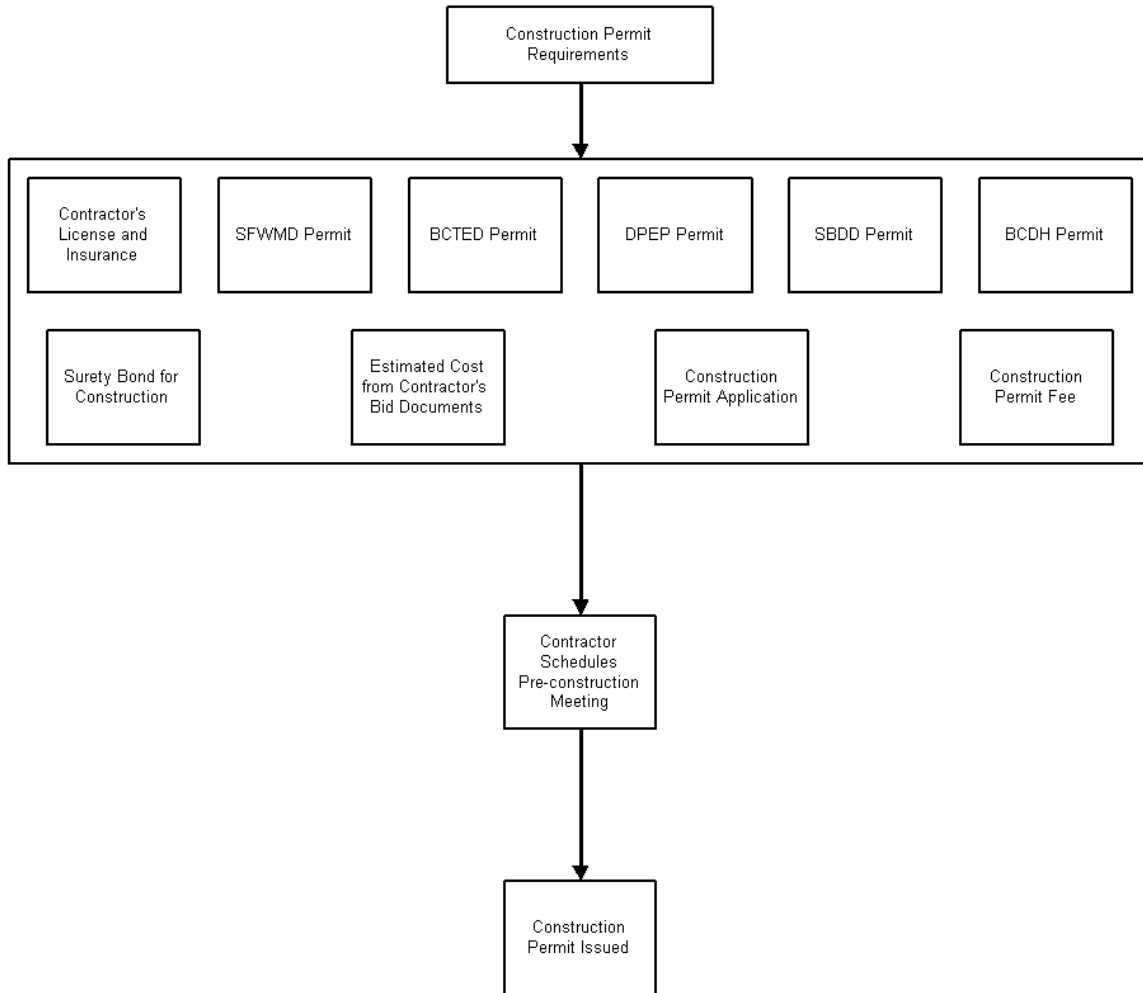 Construction Permit
Requirements
Contractor's
License and
Insurance
SFWMD Permit
BCTED Permit
DPEP Permit
SBDD Permit
BCDH Permit
Surety Bond for
Construction
Estimated Cost
from Contractor's
Bid Documents
Construction
Permit Application
Construction
Permit Fee
Contractor
Schedules
Pre-construction
Meeting
Construction
Permit Issued